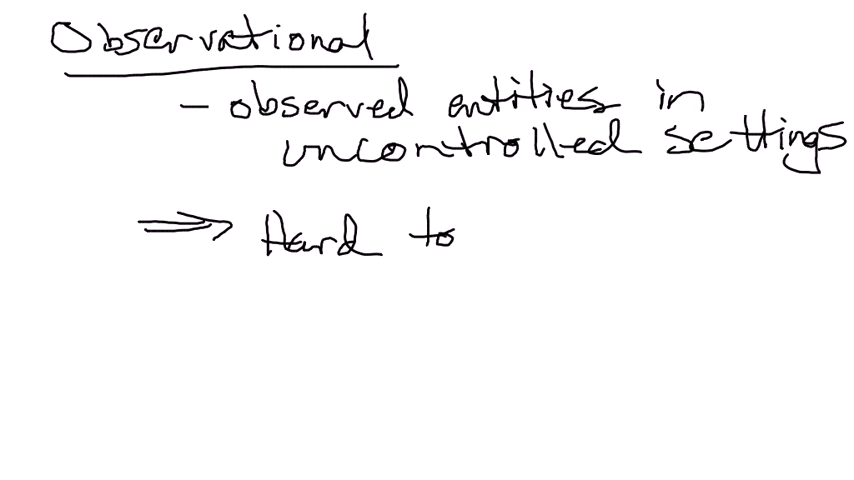 Observational
- observed entities in
uncontrolled settings
⇒ Hard to